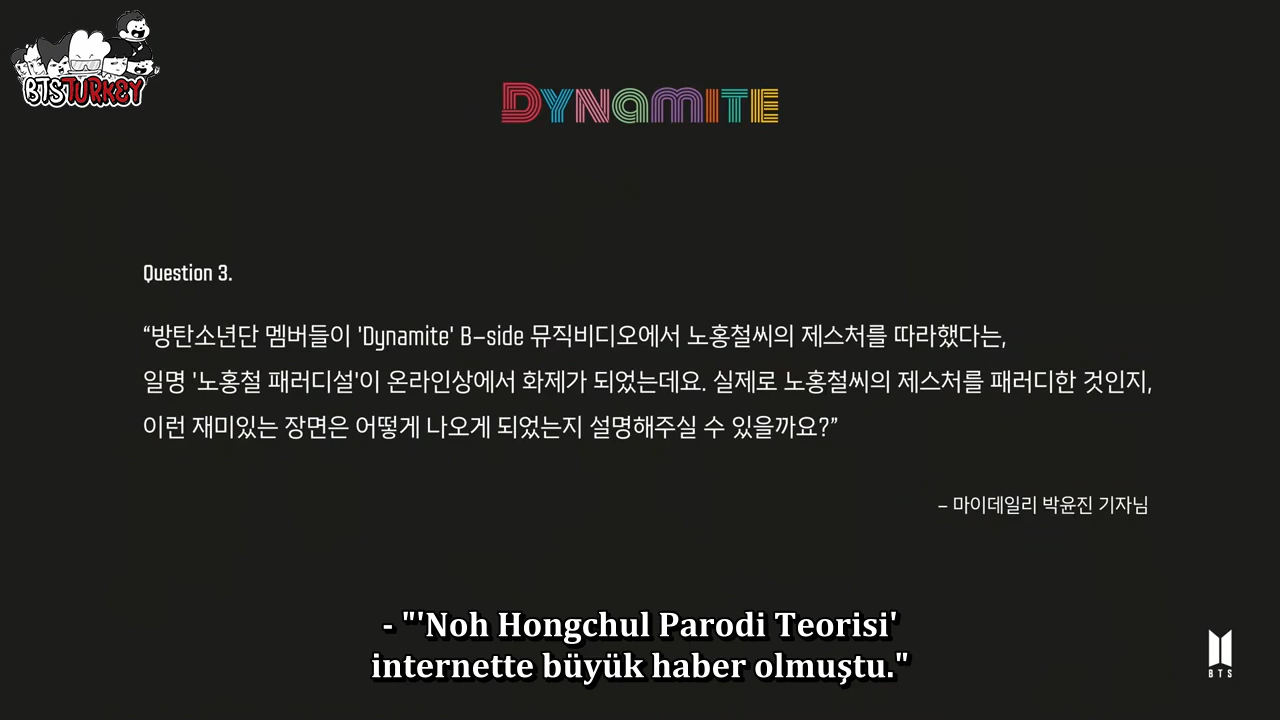 BTSTURKEY
DYNAMITE
Question 3.
“방탄소년단 멤버들이 'Dynamite' B-side 뮤직비디오에서 노홍철씨의 제스처를 따라했다는,
일명 '노홍철 패러디설'이 온라인상에서 화제가 되었는데요. 실제로 노홍철씨의 제스처를 패러디한 것인지,
이런 재미있는 장면은 어떻게 나오게 되었는지 설명해주실 수 있을까요?”
– 마이데일리 박윤진 기자님
- "'Noh Hongchul Parodi Teorisi'
internette büyük haber olmuştu."
BTS